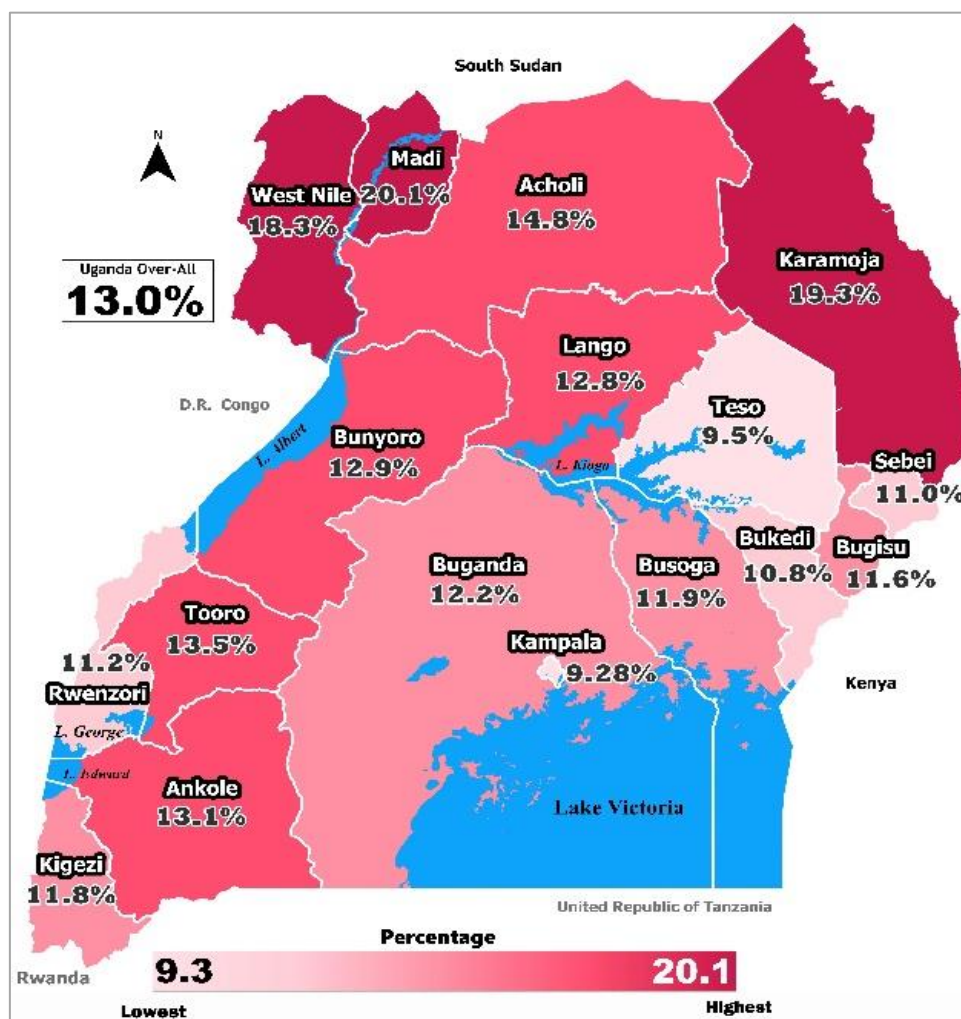 South Sudan
N
Madi
20.1%
West Nile
18.3%
Acholi
14.8%
Karamoja
19.3%
Uganda Over-All
13.0%
Lango
12.8%
D.R. Congo
L. Albert
Bunyoro
12.9%
Teso
9.5%
L. Kiogo
Sebei
11.0%
Bukedi
10.8%
Bugisu
11.6%
Buganda
12.2%
Busoga
11.9%
Tooro
13.5%
Kampala
9.28%
11.2%
Rwenzori
Kenya
L. George
L. Edward
Ankole
13.1%
Lake Victoria
Kigezi
11.8%
United Republic of Tanzania
Percentage
Rwanda
9.3
20.1
Lowest
Highest